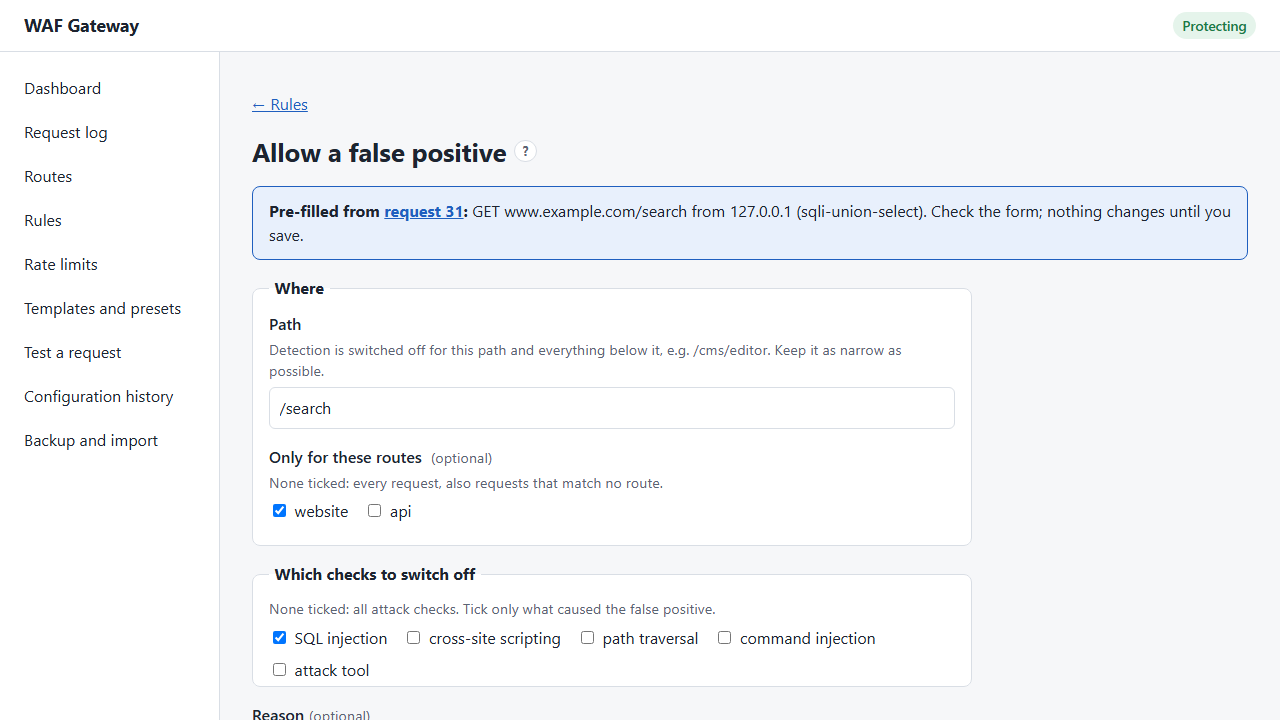 WAF Gateway
Protecting
Dashboard
Request log
Routes
Rules
Rate limits
Templates and presets
Test a request
Configuration history
Backup and import
← Rules
Allow a false positive ?
Pre-filled from request 31: GET www.example.com/search from 127.0.0.1 (sqli-union-select). Check the form; nothing changes until you
save.
Where
Path
Detection is switched off for this path and everything below it, e.g. /cms/editor. Keep it as narrow as
possible.
/search
Only for these routes (optional)
None ticked: every request, also requests that match no route.
website api
Which checks to switch off
None ticked: all attack checks. Tick only what caused the false positive.
SQL injection cross-site scripting path traversal command injection
attack tool
Reason (optional)